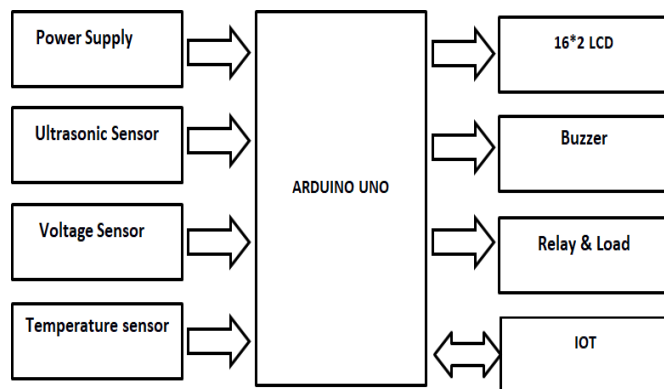 Power Supply
Ultrasonic Sensor
Voltage Sensor
Temperature sensor
ARDUINO UNO
16*2 LCD
Buzzer
Relay & Load
IOT